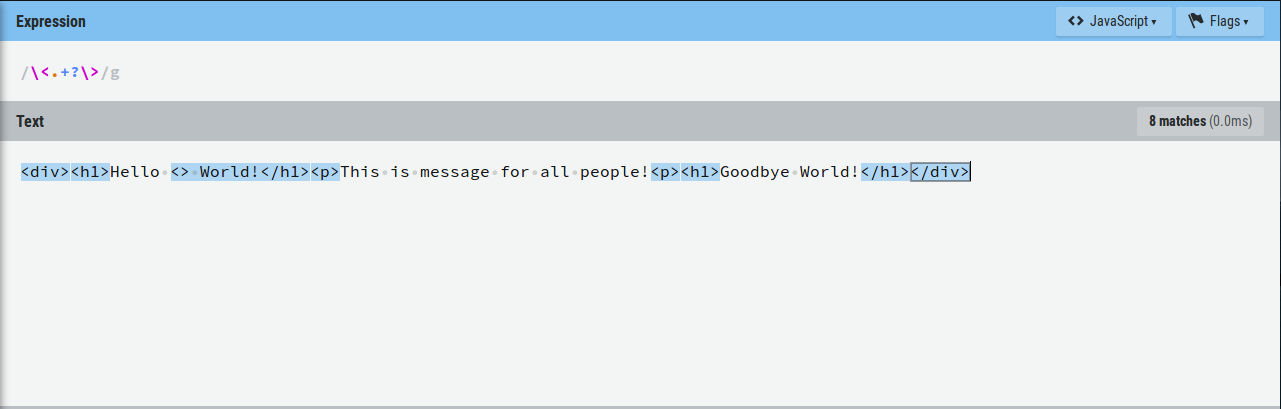 Expression
<> JavaScript ▾
Flags ▾
/\<.+?\>/g
Text
8 matches (0.0ms)
<div><h1>Hello·<>·World!</h1><p>This·is·message·for·all·people!<p><h1>Goodbye·World!</h1></div>